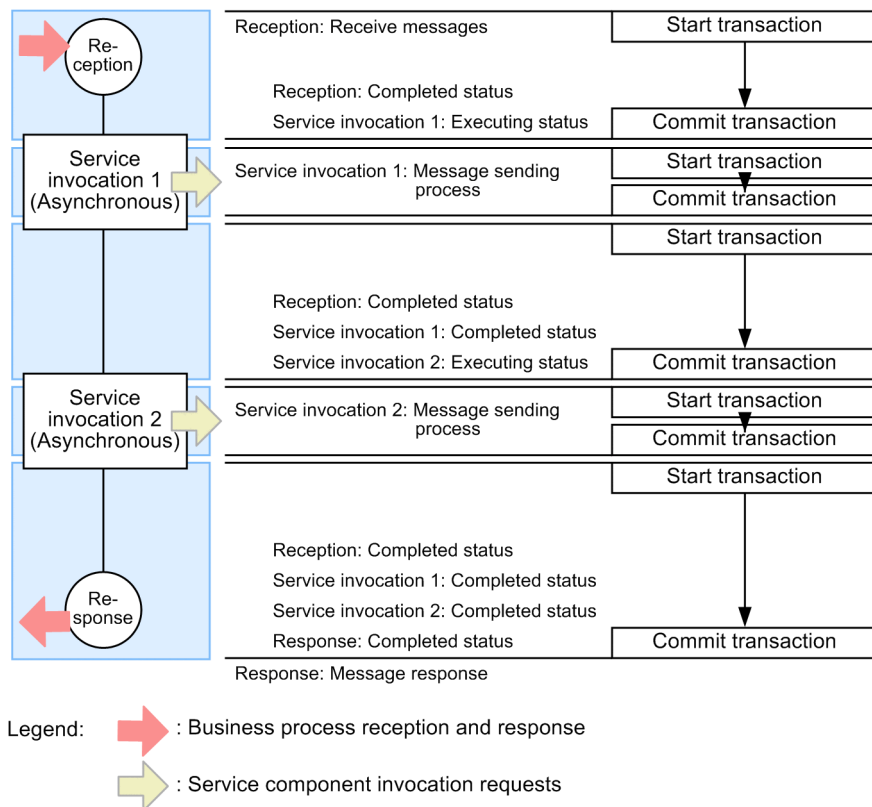 Re-
ception
Reception: Receive messages
Start transaction
Reception: Completed status
Service invocation 1: Executing status
Commit transaction
Service
invocation 1
(Asynchronous)
Service invocation 1: Message sending
process
Start transaction
Commit transaction
Start transaction
Reception: Completed status
Service invocation 1: Completed status
Service invocation 2: Executing status
Commit transaction
Service
invocation 2
(Asynchronous)
Service invocation 2: Message sending
process
Start transaction
Commit transaction
Start transaction
Reception: Completed status
Service invocation 1: Completed status
Service invocation 2: Completed status
Re-
sponse
Response: Completed status
Commit transaction
Response: Message response
Legend:
: Business process reception and response
: Service component invocation requests